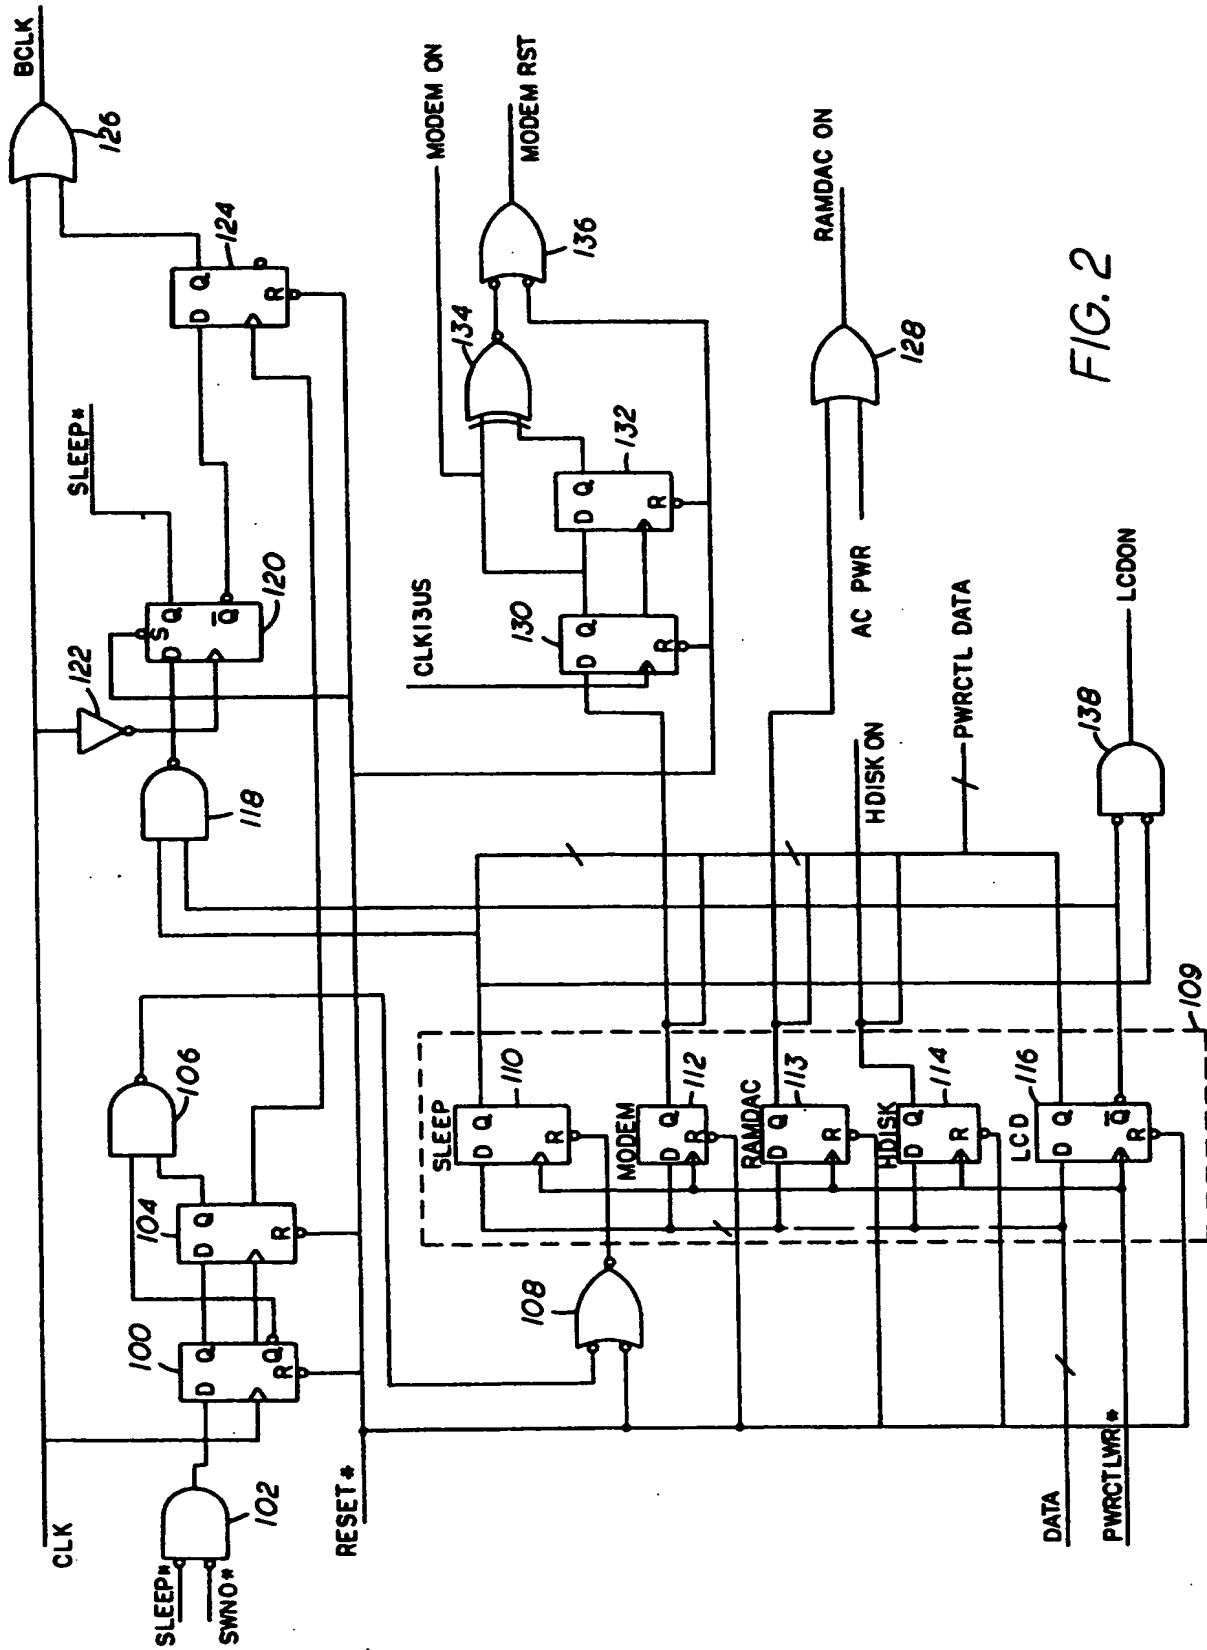 BCLK
126
CLK
SLEEP*
SWNO*
102
D Q
100
Q
R
D Q
104
R
106
118
122
S
D Q
Q
120
SLEEP*
D Q
124
R
RESET*
108
109
SLEEP
D Q
110
R
MODEM
D Q
112
R
RAMDAC
D Q
113
R
HDISK
D Q
114
R
LCD
D Q
116
Q
R
DATA
PWRCTLWR*
CLK13US
D Q
130
R
D Q
132
R
134
136
MODEM ON
MODEM RST
AC PWR
128
RAMDAC ON
HDISK ON
PWRCTL DATA
138
LCDON
FIG. 2